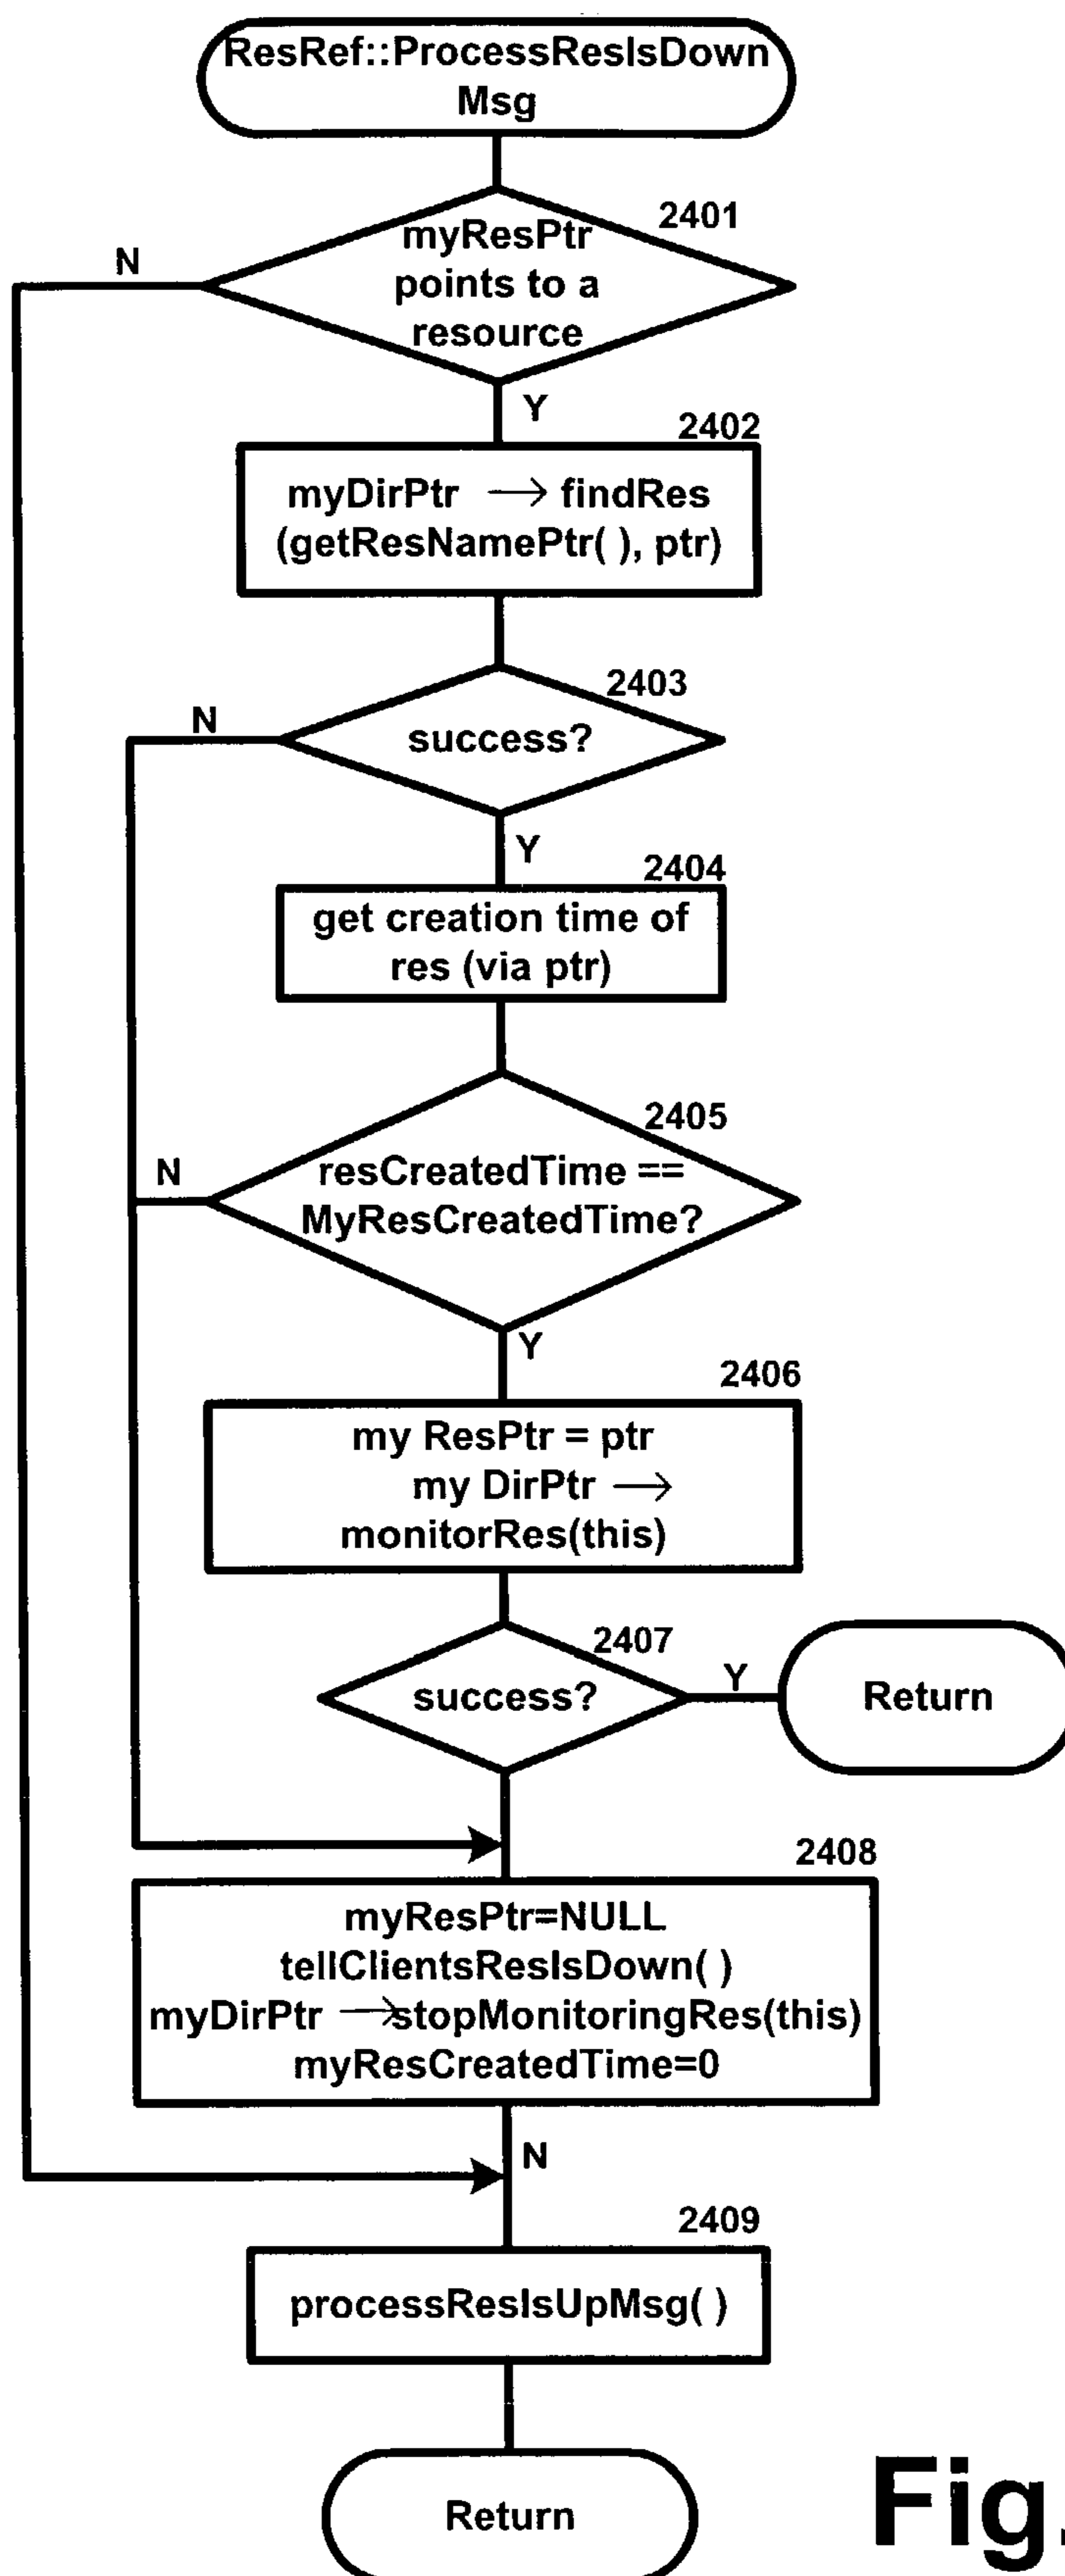 ResRef::ProcessResIsDown
Msg
2401
myResPtr
points to a
resource
N
Y
2402
myDirPtr → findRes
(getResNamePtr( ), ptr)
2403
N
success?
Y
2404
get creation time of
res (via ptr)
2405
N
resCreatedTime ==
MyResCreatedTime?
Y
2406
my ResPtr = ptr
my DirPtr →
monitorRes(this)
2407
success?
Y
Return
2408
myResPtr=NULL
tellClientsResIsDown( )
myDirPtr →stopMonitoringRes(this)
myResCreatedTime=0
N
2409
processResIsUpMsg( )
Return
Fig.